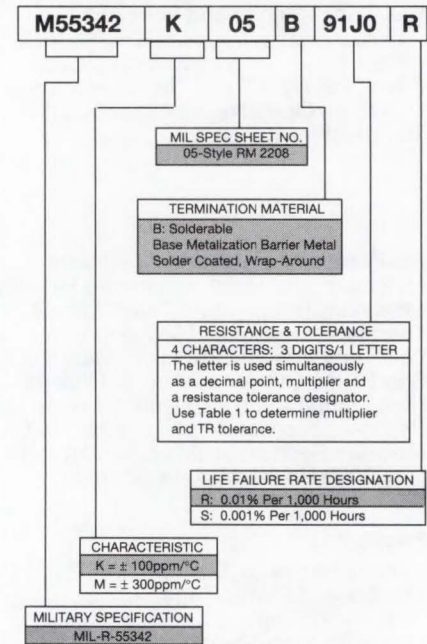 M55342 K 05 B 91J0 R
MIL SPEC SHEET NO.
05-Style RM 2208
TERMINATION MATERIAL
B: Solderable
Base Metalization Barrier Metal
Solder Coated, Wrap-Around
RESISTANCE & TOLERANCE
4 CHARACTERS: 3 DIGITS/1 LETTER
The letter is used simultaneously
as a decimal point, multiplier and
a resistance tolerance designator.
Use Table 1 to determine multiplier
and TR tolerance.
LIFE FAILURE RATE DESIGNATION
R: 0.01% Per 1,000 Hours
S: 0.001% Per 1,000 Hours
CHARACTERISTIC
K = ± 100ppm/°C
M = ± 300ppm/°C
MILITARY SPECIFICATION
MIL-R-55342